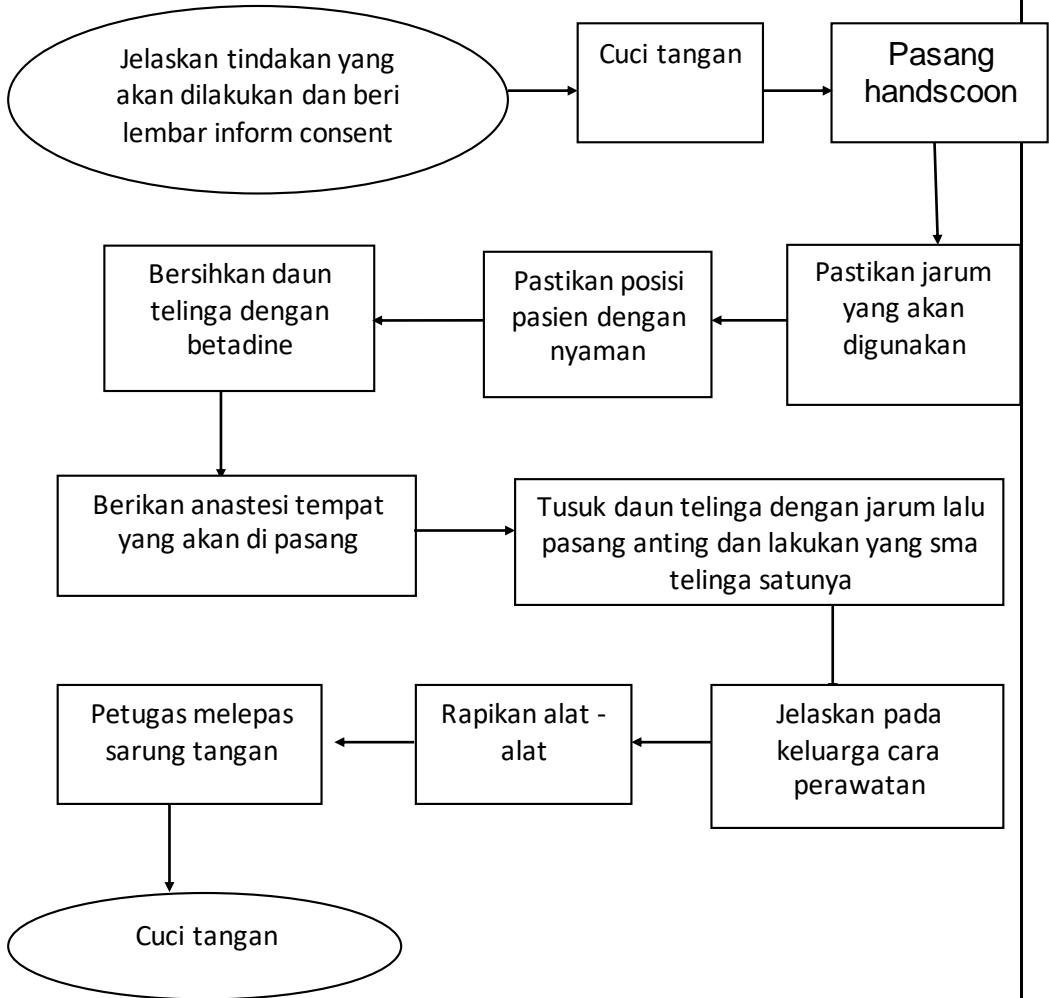 Jelaskan tindakan yang
akan dilakukan dan beri
lembar inform consent
Cuci tangan
Pasang
handscoon
Pastikan jarum
yang akan
digunakan
Pastikan posisi
pasien dengan
nyaman
Bersihkan daun
telinga dengan
betadine
Berikan anastesi tempat
yang akan di pasang
Tusuk daun telinga dengan jarum lalu
pasang anting dan lakukan yang sma
telinga satunya
Jelaskan pada
keluarga cara
perawatan
Rapikan alat -
alat
Petugas melepas
sarung tangan
Cuci tangan